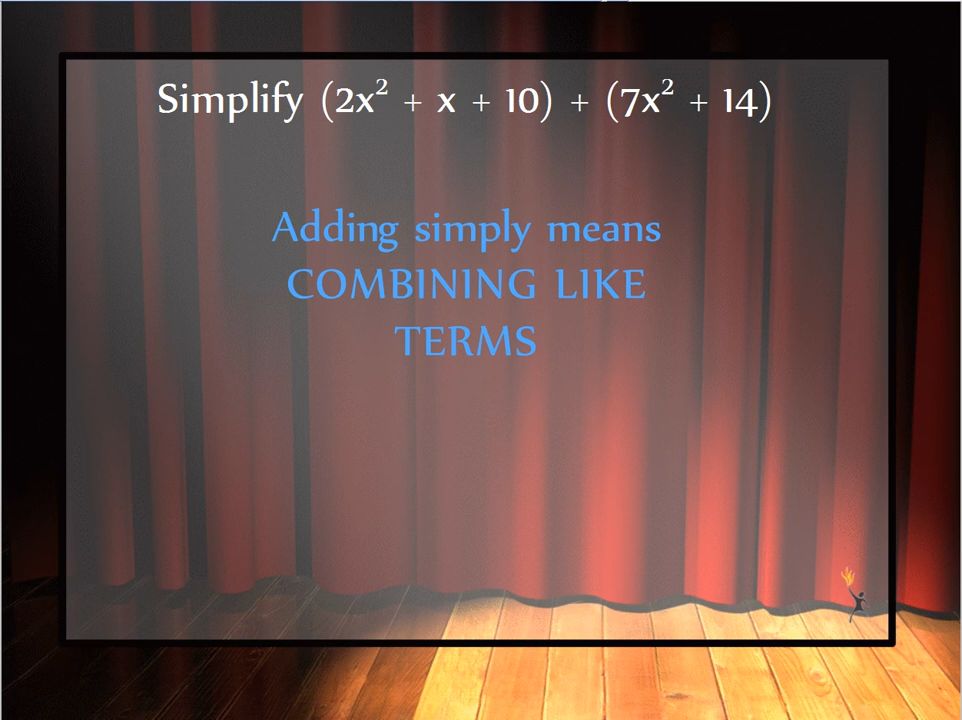 Simplify (2x² + x + 10) + (7x² + 14)
Adding simply means
COMBINING LIKE
TERMS